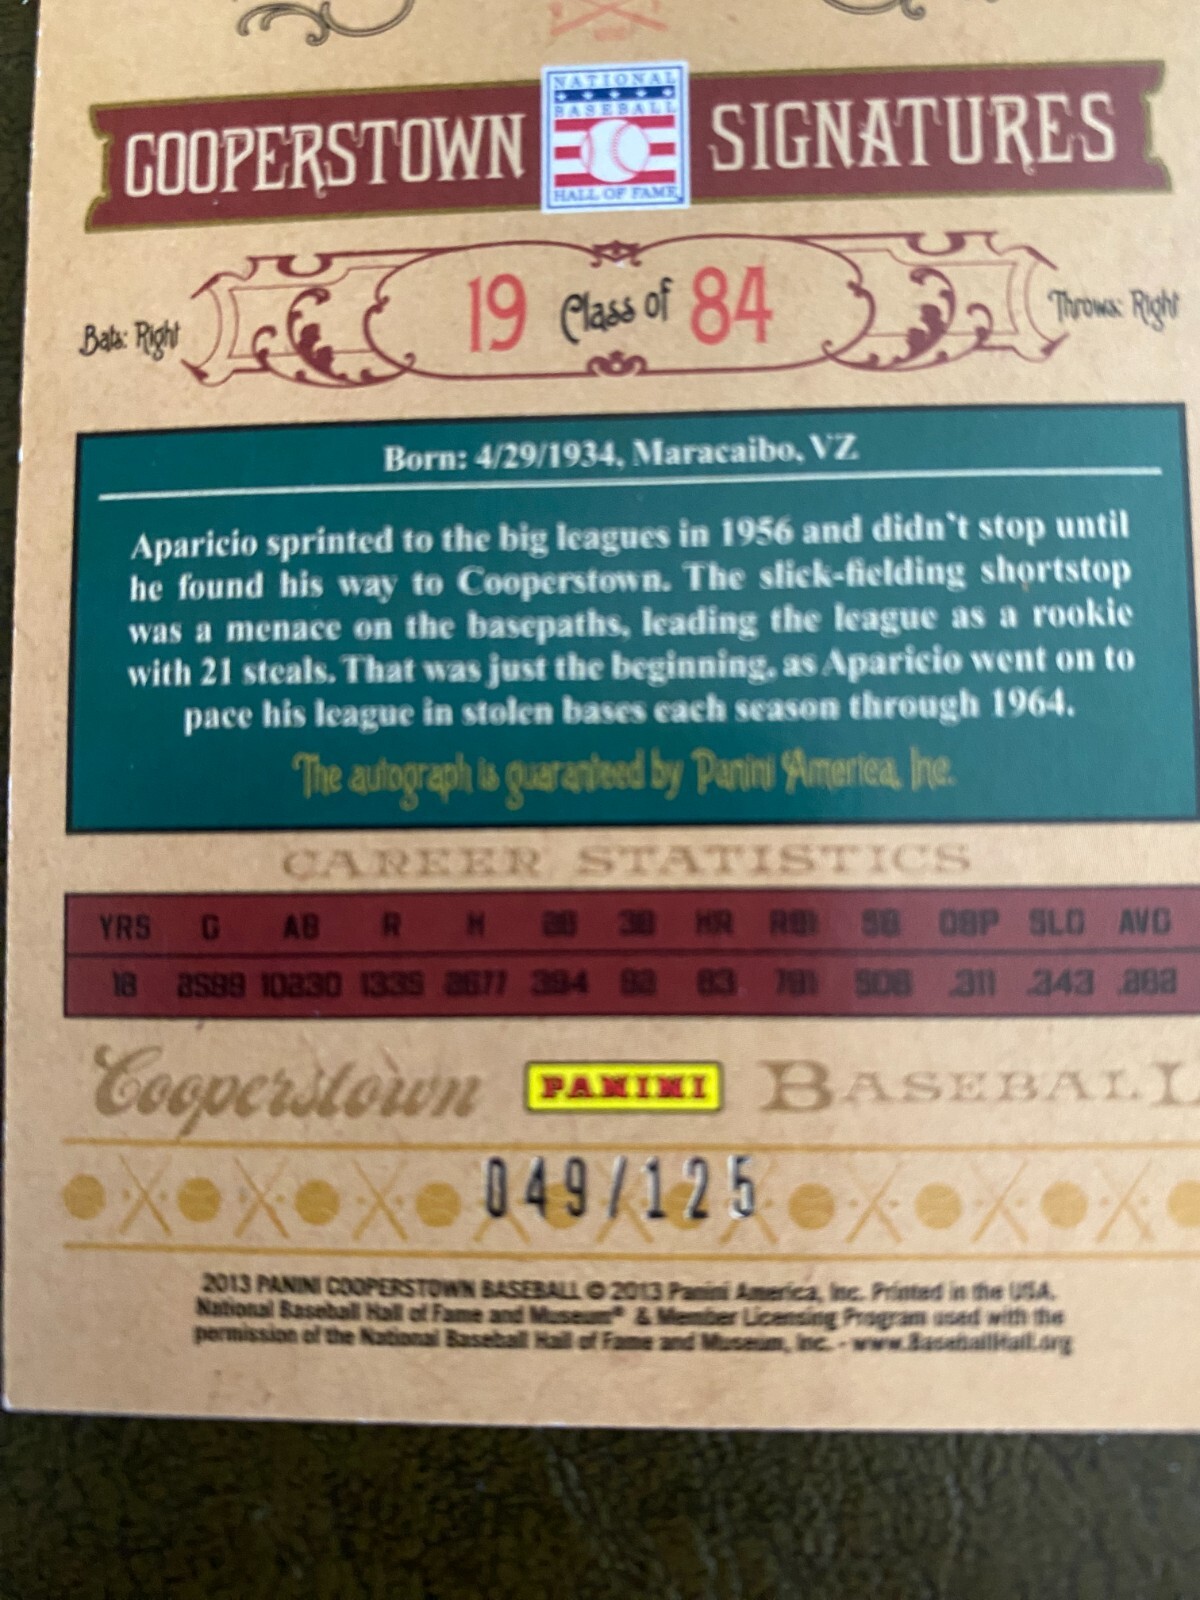 COOPERSTOWN SIGNATURES
NATIONAL
BASEBALL
HALL OF FAME
19 Class of 84
Bats: Right
Throws: Right
Born: 4/29/1934, Maracaibo, VZ
Aparicio sprinted to the big leagues in 1956 and didn't stop until
he found his way to Cooperstown. The slick-fielding shortstop
was a menace on the basepaths, leading the league as a rookie
with 21 steals. That was just the beginning, as Aparicio went on to
pace his league in stolen bases each season through 1964.
The autograph is guaranteed by Panini America, Inc.
CAREER STATISTICS
YRS G AB R H 2B 3B HR RBI SB OBP SLG AVG
18 2599 10230 1335 2677 394 92 83 791 506 .311 .343 .262
Cooperstown PANINI BASEBALL
049/125
2013 PANINI COOPERSTOWN BASEBALL © 2013 Panini America, Inc. Printed in the USA.
National Baseball Hall of Fame and Museum® & Member Licensing Program used with the
permission of the National Baseball Hall of Fame and Museum, Inc. - www.BaseballHall.org